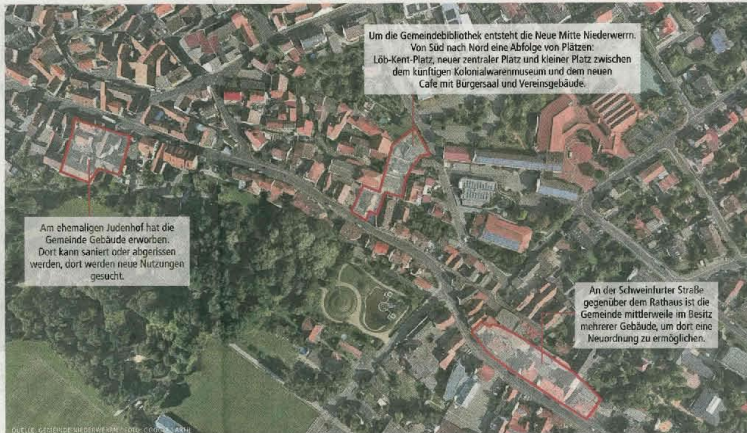 Um die Gemeindebibliothek entsteht die Neue Mitte Niederwerrn.
Von Süd nach Nord eine Abfolge von Plätzen:
Löb-Kent-Platz, neuer zentraler Platz und kleiner Platz zwischen
dem künftigen Kolonialwarenmuseum und dem neuen
Café mit Bürgersaal und Vereinsgebäude.
Am ehemaligen Judenhof hat die
Gemeinde Gebäude erworben.
Dort kann saniert oder abgerissen
werden, dort werden neue Nutzungen
gesucht.
An der Schweinfurter Straße
gegenüber dem Rathaus ist die
Gemeinde mittlerweile im Besitz
mehrerer Gebäude, um dort eine
Neuordnung zu ermöglichen.
QUELLE: GEMEINDE NIEDERWERRN